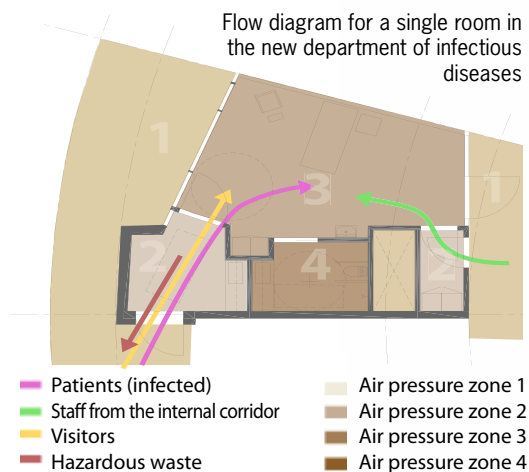 Flow diagram for a single room in
the new department of infectious
diseases
1
3
1
2
4
2
Patients (infected)
Staff from the internal corridor
Visitors
Hazardous waste
Air pressure zone 1
Air pressure zone 2
Air pressure zone 3
Air pressure zone 4